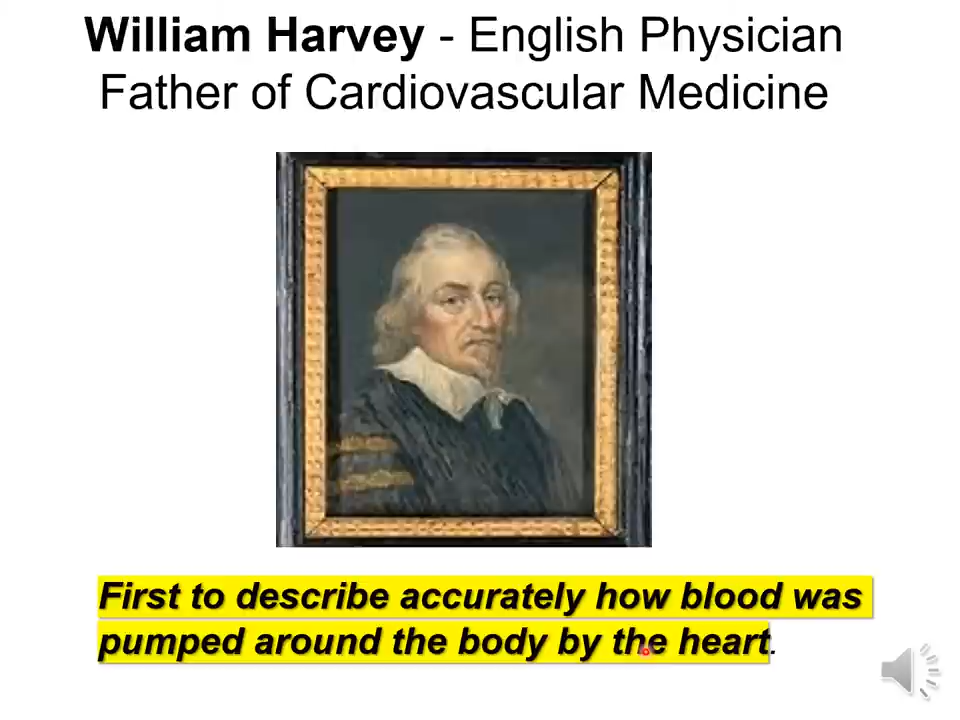 William Harvey - English Physician
Father of Cardiovascular Medicine
First to describe accurately how blood was
pumped around the body by the heart.